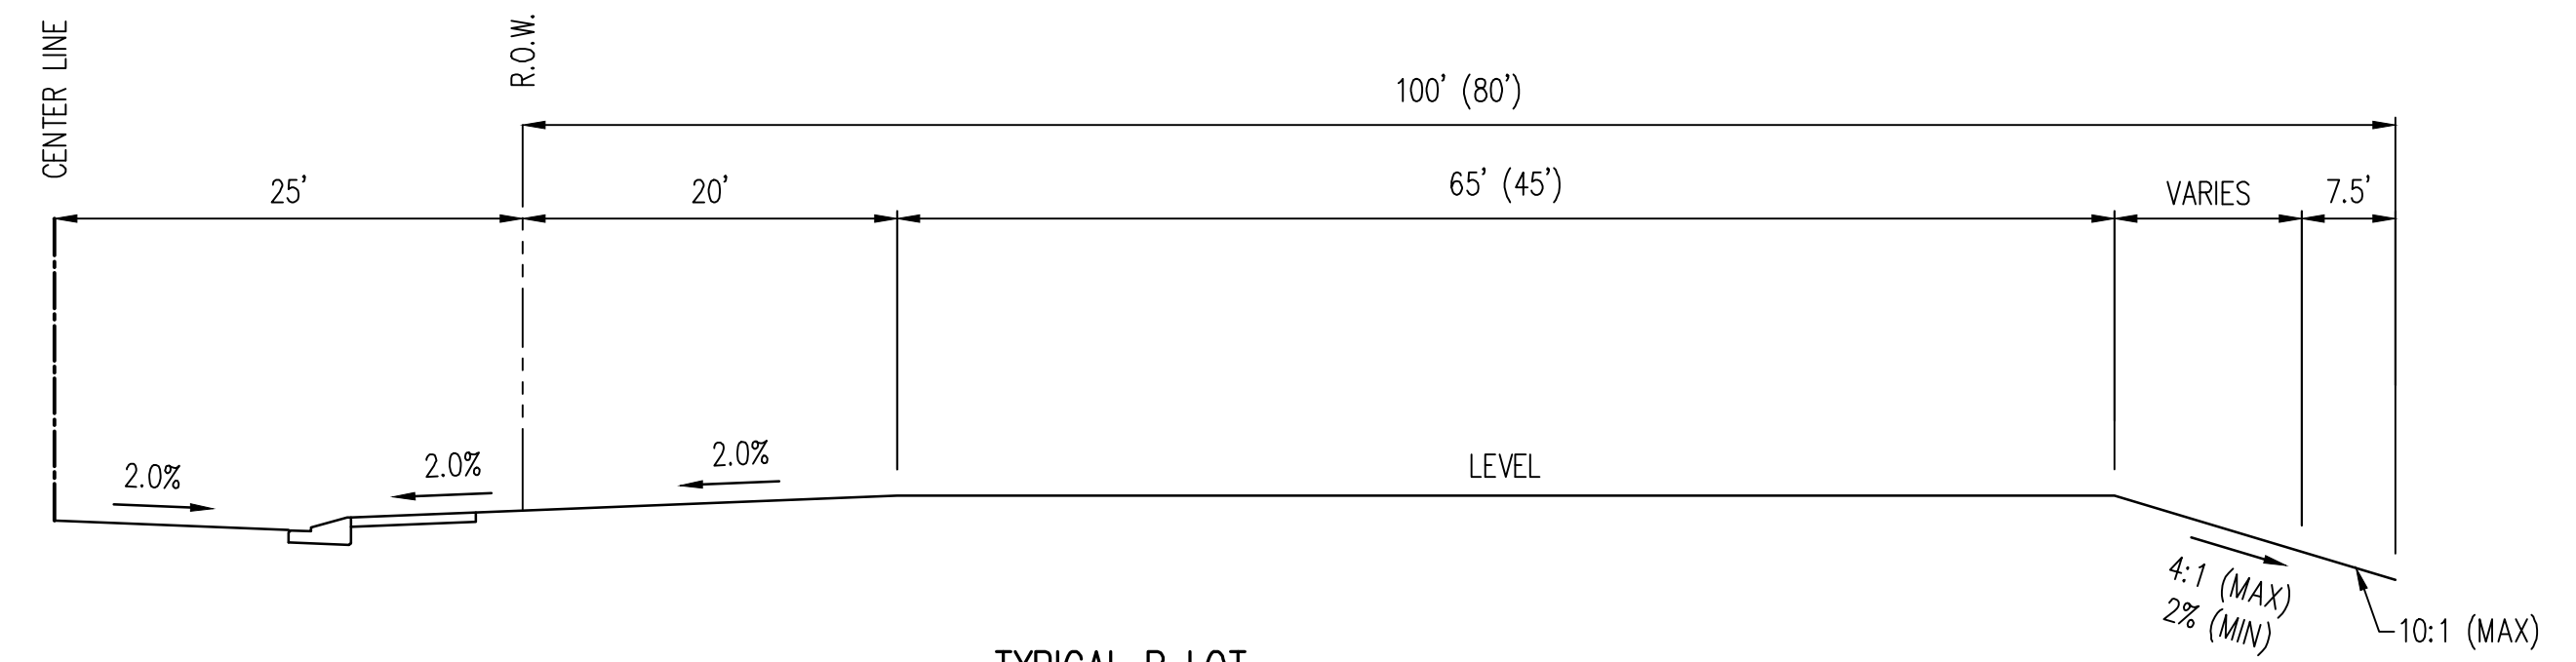 CENTER LINE
R.O.W.
100' (80')
25'
20'
65' (45')
VARIES
7.5'
2.0%
2.0%
2.0%
LEVEL
4:1 (MAX)
2% (MIN)
10:1 (MAX)